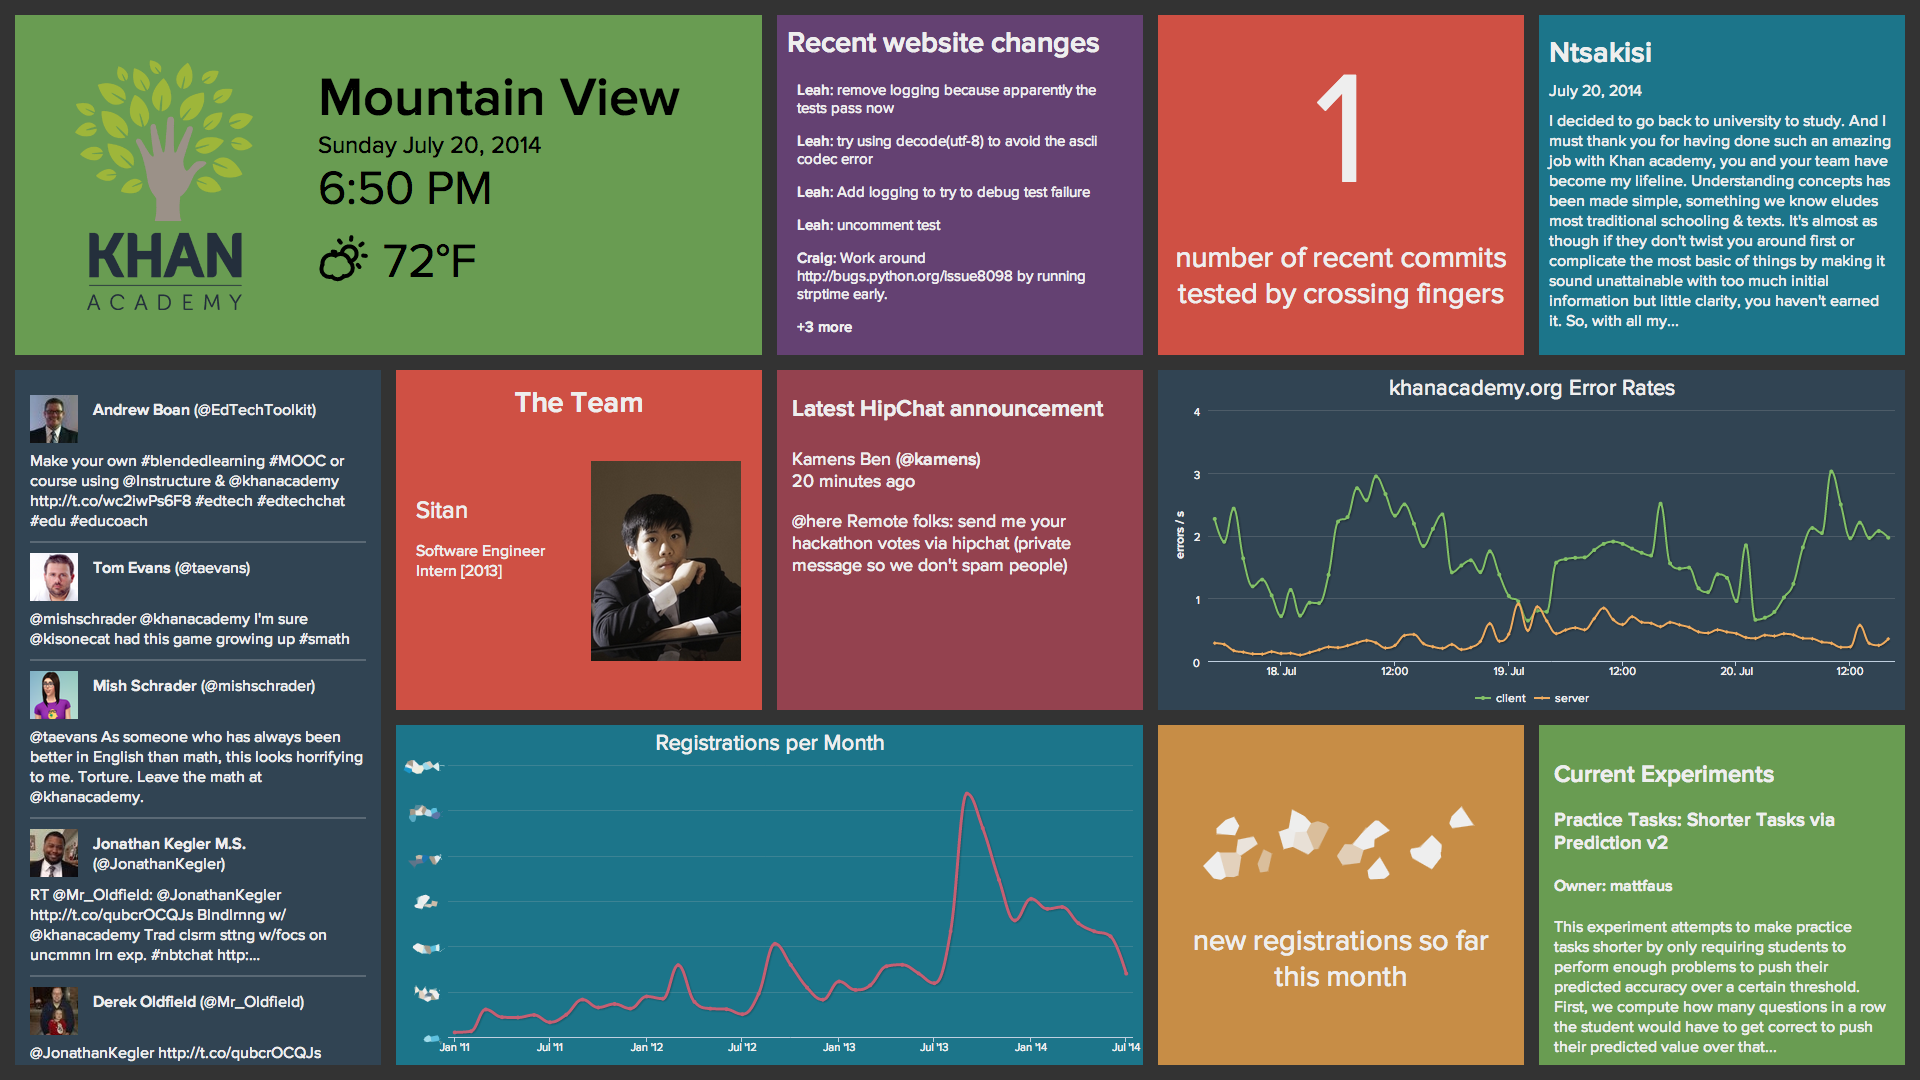 KHAN
ACADEMY
Mountain View
Sunday July 20, 2014
6:50 PM
72°F
Recent website changes
Leah: remove logging because apparently the
tests pass now
Leah: try using decode(utf-8) to avoid the ascii
codec error
Leah: Add logging to try to debug test failure
Leah: uncomment test
Craig: Work around
http://bugs.python.org/issue8098 by running
strptime early.
+3 more
1
number of recent commits
tested by crossing fingers
Ntsakisi
July 20, 2014
I decided to go back to university to study. And I
must thank you for having done such an amazing
job with Khan academy, you and your team have
become my lifeline. Understanding concepts has
been made simple, something we know eludes
most traditional schooling & texts. It's almost as
though if they don't twist you around first or
complicate the most basic of things by making it
sound unattainable with too much initial
information but little clarity, you haven't earned
it. So, with all my...
Andrew Boan (@EdTechToolkit)
Make your own #blendedlearning #MOOC or
course using @Instructure & @khanacademy
http://t.co/wc2iwPs6F8 #edtech #edtechchat
#edu #educoach
Tom Evans (@taevans)
@mishschrader @khanacademy I'm sure
@kisonecat had this game growing up #smath
Mish Schrader (@mishschrader)
@taevans As someone who has always been
better in English than math, this looks horrifying
to me. Torture. Leave the math at
@khanacademy.
Jonathan Kegler M.S.
(@JonathanKegler)
RT @Mr_Oldfield: @JonathanKegler
http://t.co/qubcrOCQJs Blndlrnng w/
@khanacademy Trad clsrm sttng w/focs on
uncmmn lrn exp. #nbtchat http:...
Derek Oldfield (@Mr_Oldfield)
@JonathanKegler http://t.co/qubcrOCQJs
The Team
Sitan
Software Engineer
Intern [2013]
Latest HipChat announcement
Kamens Ben (@kamens)
20 minutes ago
@here Remote folks: send me your
hackathon votes via hipchat (private
message so we don't spam people)
khanacademy.org Error Rates
4
3
2
1
0
errors / s
18. Jul
12:00
19. Jul
12:00
20. Jul
12:00
client
server
Registrations per Month
Jan '11
Jul '11
Jan '12
Jul '12
Jan '13
Jul '13
Jan '14
Jul '14
new registrations so far
this month
Current Experiments
Practice Tasks: Shorter Tasks via
Prediction v2
Owner: mattfaus
This experiment attempts to make practice
tasks shorter by only requiring students to
perform enough problems to push their
predicted accuracy over a certain threshold.
First, we compute how many questions in a row
the student would have to get correct to push
their predicted value over that...